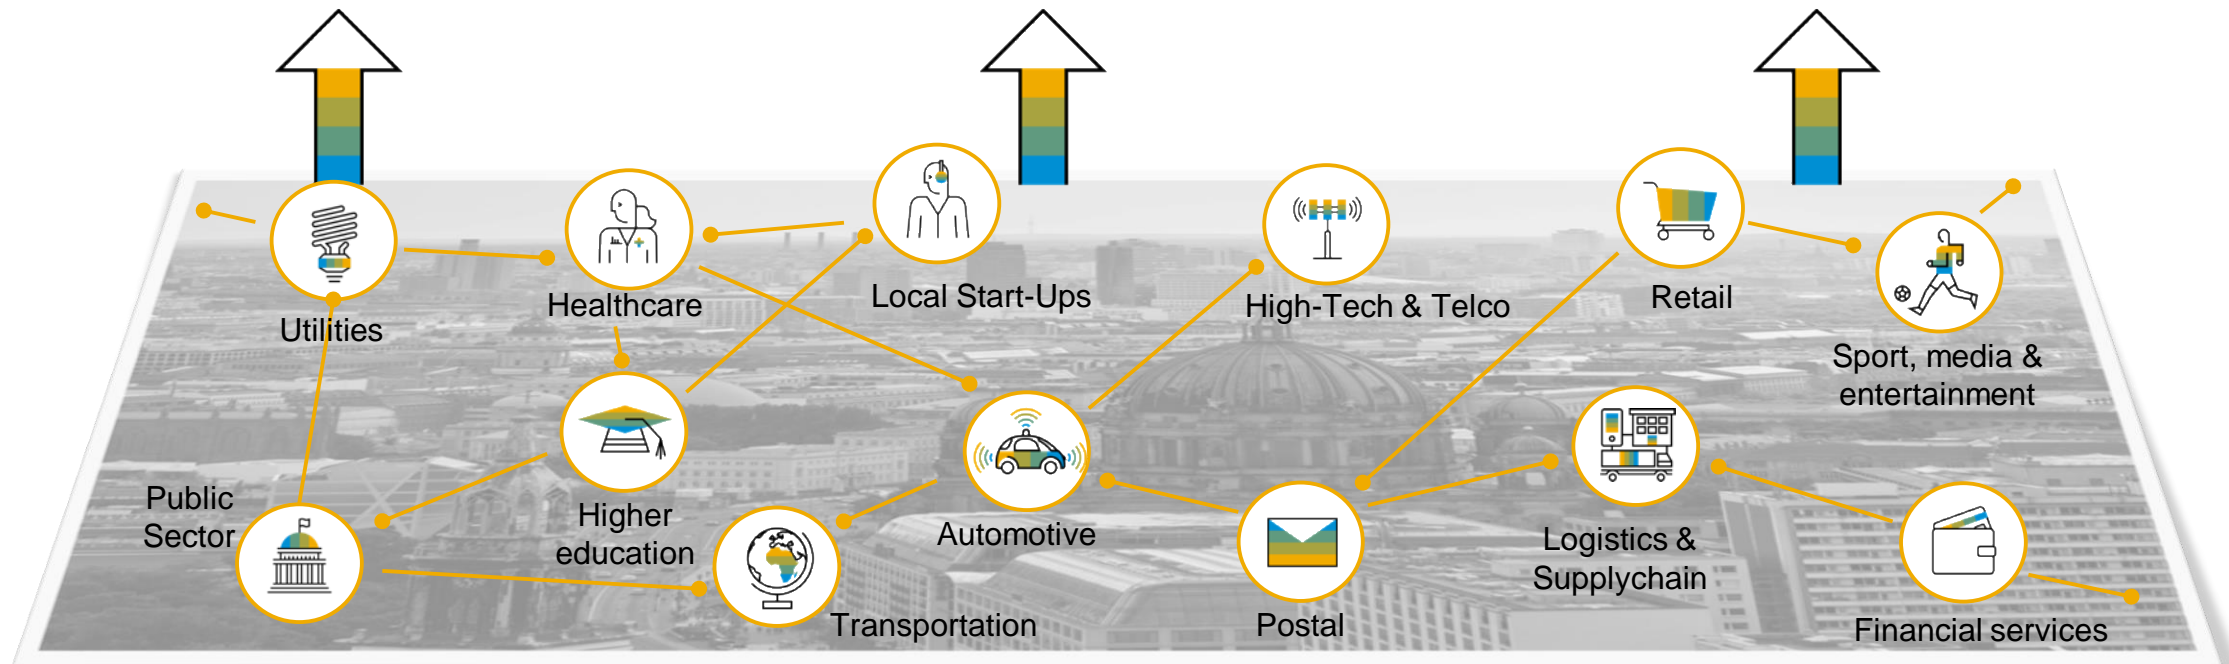 Local Start-Ups
Healthcare
High-Tech & Telco
Retail
Utilities
Sport, media &
entertainment
Public
Sector
Higher
education
Automotive
Logistics &
Supplychain
Transportation
Postal
Financial services